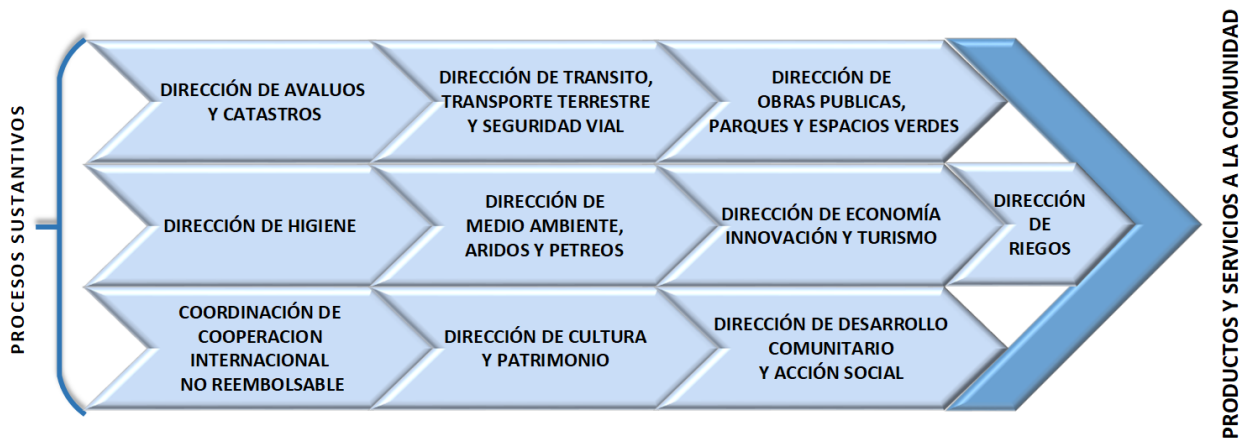 PROCESOS SUSTANTIVOS
DIRECCIÓN DE AVALUOS
Y CATASTROS
DIRECCIÓN DE TRANSITO,
TRANSPORTE TERRESTRE
Y SEGURIDAD VIAL
DIRECCIÓN DE
OBRAS PUBLICAS,
PARQUES Y ESPACIOS VERDES
DIRECCIÓN DE HIGIENE
DIRECCIÓN DE
MEDIO AMBIENTE,
ARIDOS Y PETREOS
DIRECCIÓN DE ECONOMÍA
INNOVACIÓN Y TURISMO
DIRECCIÓN
DE
RIEGOS
COORDINACIÓN DE
COOPERACION
INTERNACIONAL
NO REEMBOLSABLE
DIRECCIÓN DE CULTURA
Y PATRIMONIO
DIRECCIÓN DE DESARROLLO
COMUNITARIO
Y ACCIÓN SOCIAL
PRODUCTOS Y SERVICIOS A LA COMUNIDAD